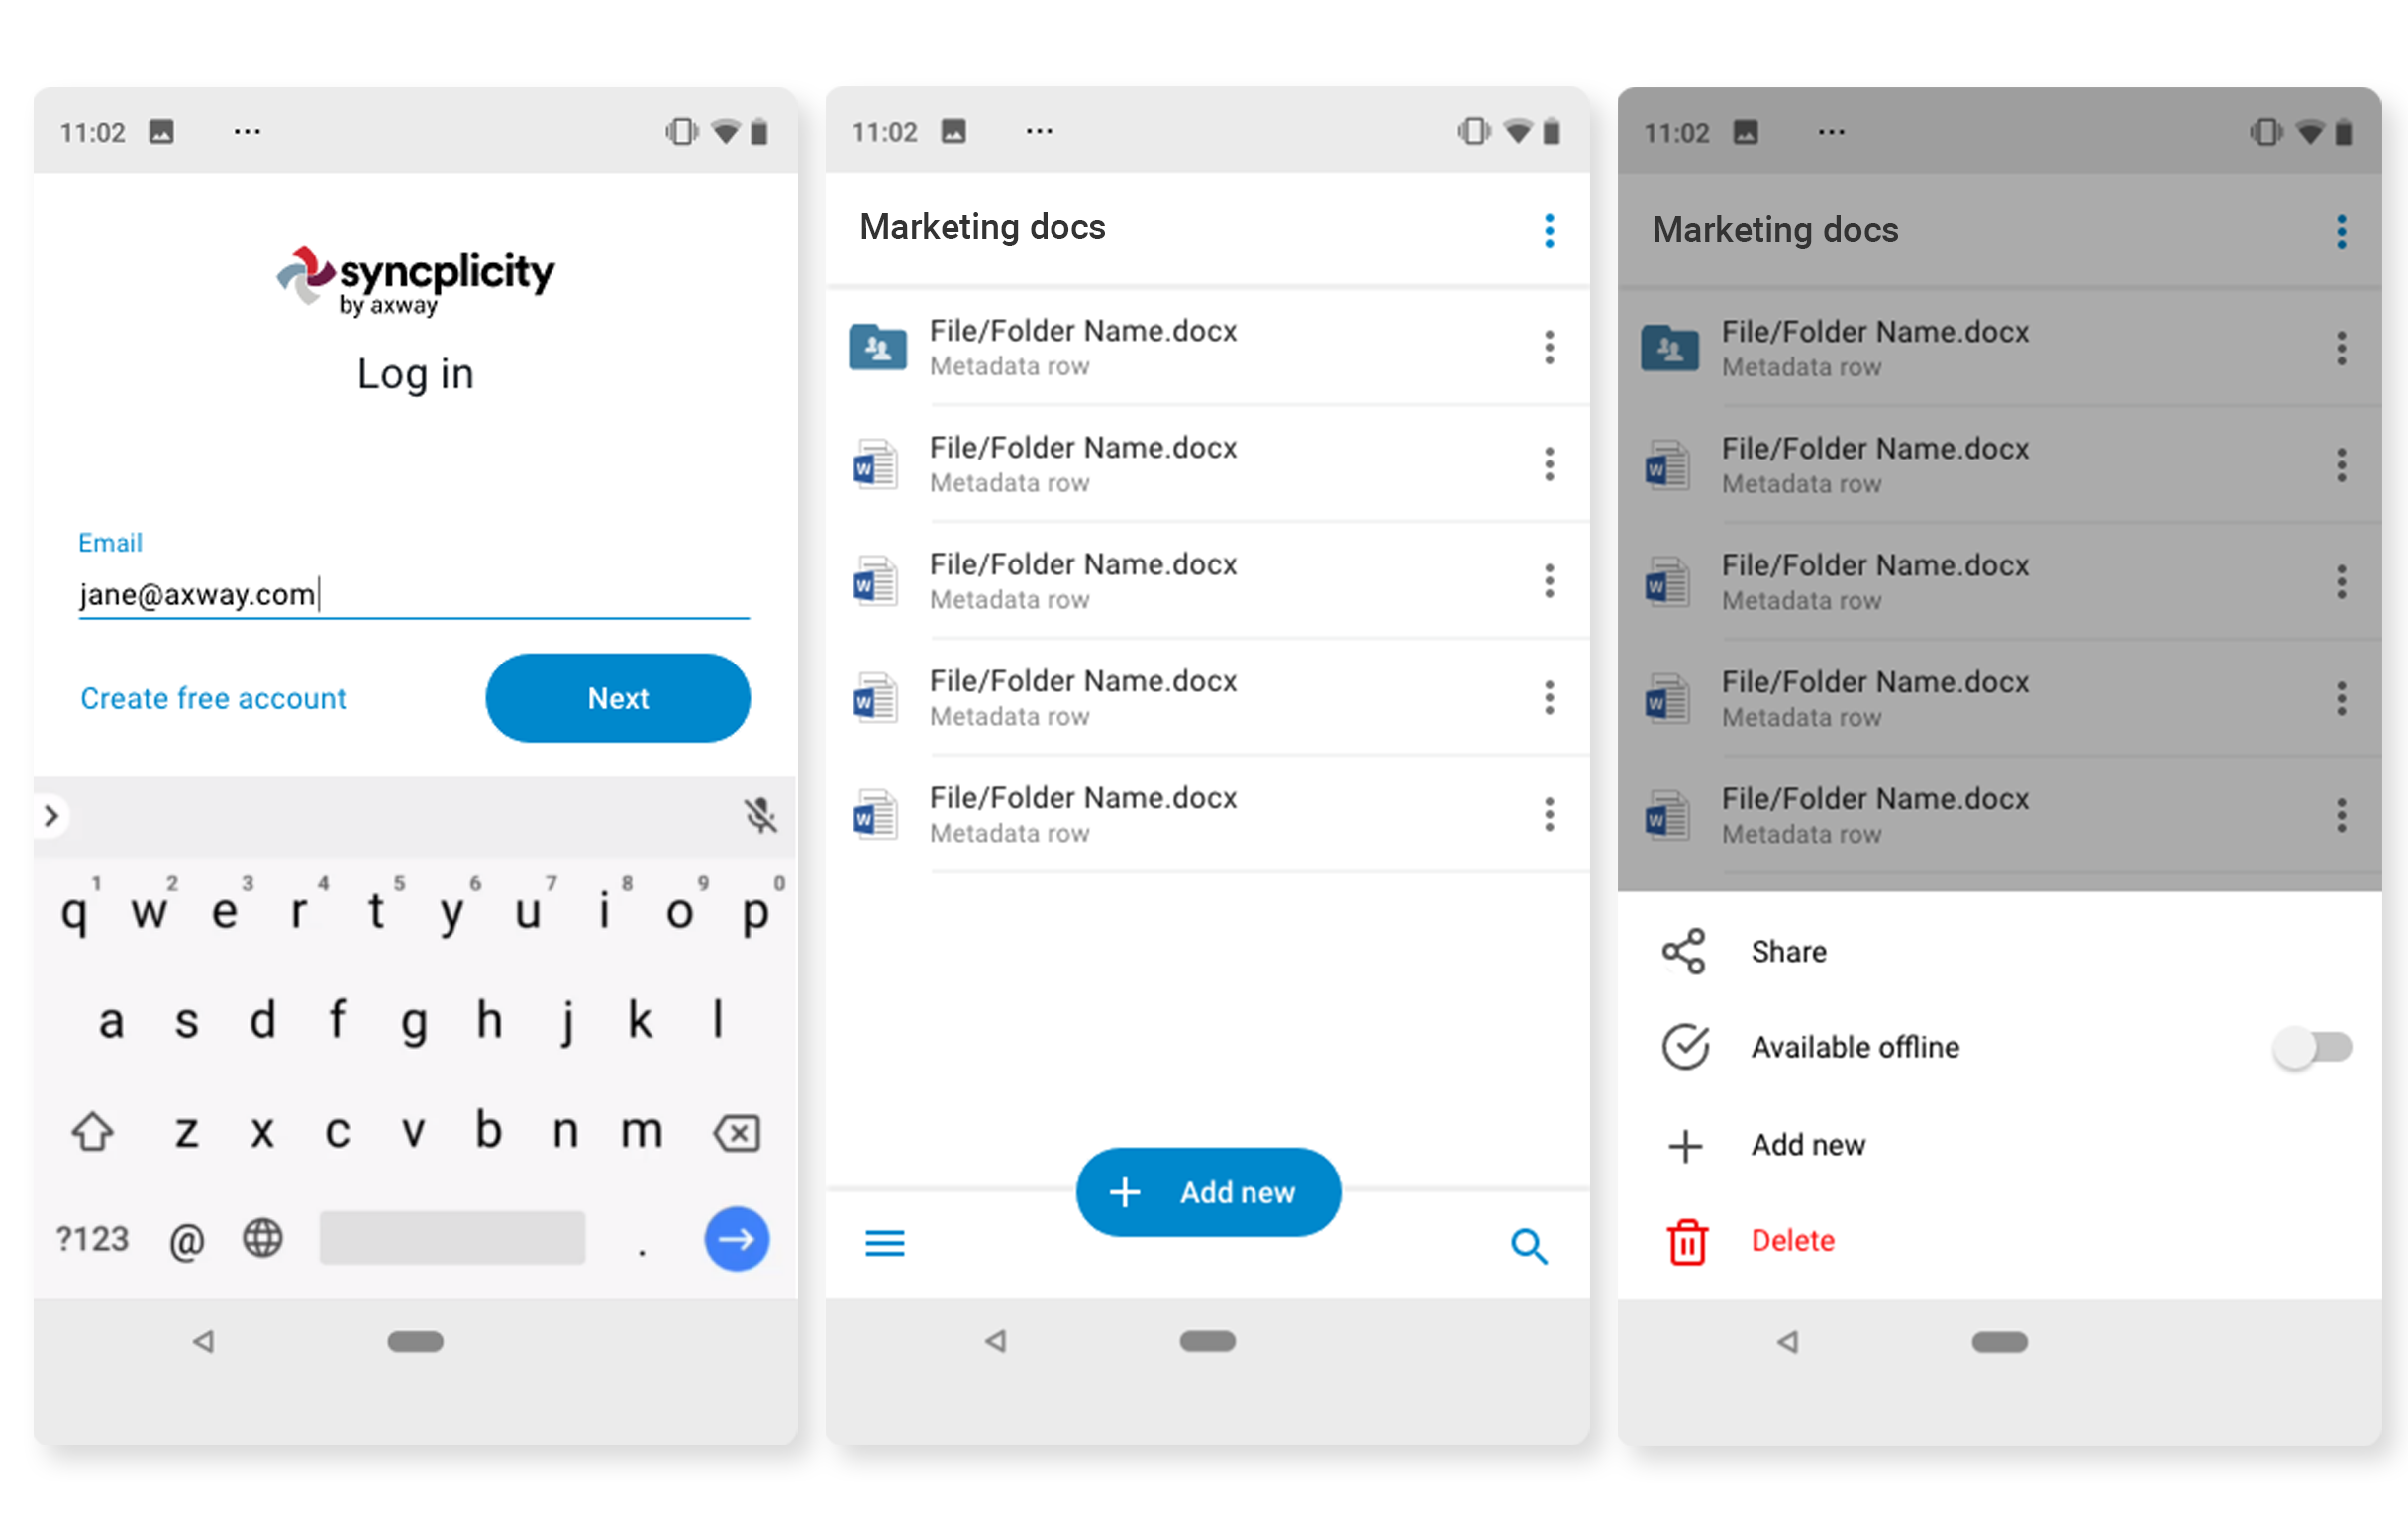 11:02
syncplicity
by axway
Log in
Email
jane@axway.com
Create free account
Next
1 2 3 4 5 6 7 8 9 0
q w e r t y u i o p
a s d f g h j k l
z x c v b n m
?123 @ .
11:02
Marketing docs
File/Folder Name.docx
Metadata row
W
File/Folder Name.docx
Metadata row
W
File/Folder Name.docx
Metadata row
W
File/Folder Name.docx
Metadata row
W
File/Folder Name.docx
Metadata row
Add new
11:02
Marketing docs
File/Folder Name.docx
Metadata row
W
File/Folder Name.docx
Metadata row
W
File/Folder Name.docx
Metadata row
W
File/Folder Name.docx
Metadata row
W
File/Folder Name.docx
Metadata row
Share
Available offline
Add new
Delete